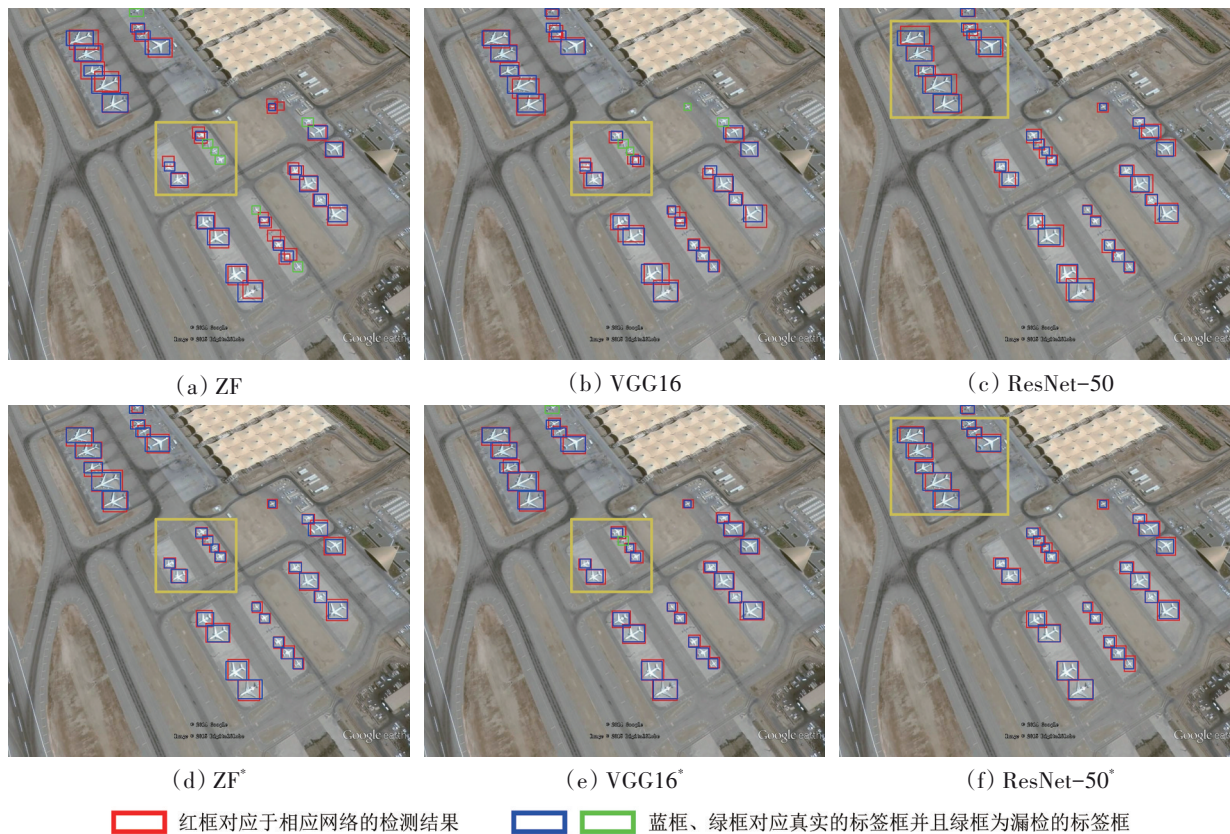 Google earth
Google earth
Google earth
(a) ZF
(b) VGG16
(c) ResNet-50
Google earth
Google earth
Google earth
(d) ZF*
(e) VGG16*
(f) ResNet-50*
红框对应于相应网络的检测结果
蓝框、绿框对应真实的标签框并且绿框为漏检的标签框